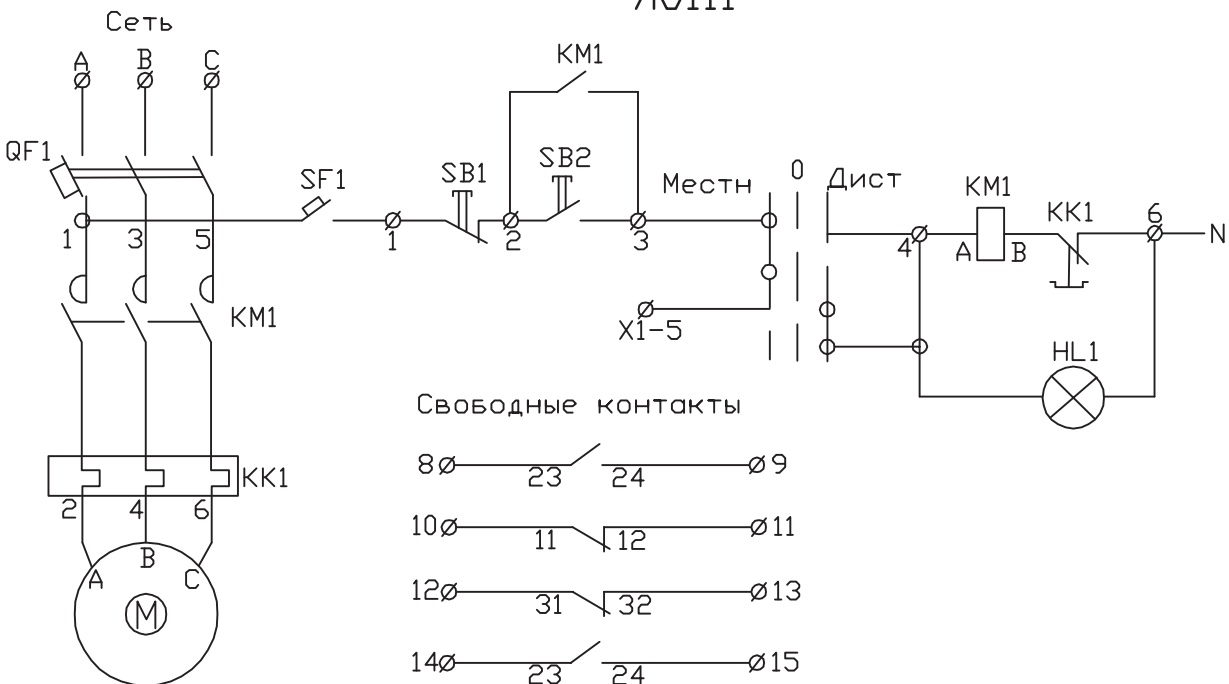 Сеть
A B C
KM1
QF1
SF1
SB1
SB2
Местн
0
Дист
KM1
KK1
6
N
1 3 5
1
2
3
4
A
B
KM1
X1-5
HL1
Свободные контакты
8 23 24 9
KK1
2 4 6
10 11 12 11
A B C
12 31 32 13
M
14 23 24 15